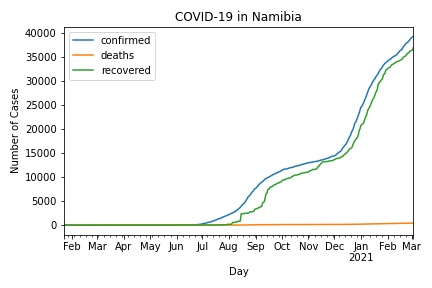 COVID-19 in Namibia
confirmed
deaths
recovered
Number of Cases
40000
35000
30000
25000
20000
15000
10000
5000
0
Feb Mar Apr May Jun Jul Aug Sep Oct Nov Dec Jan Mar
2021
Day